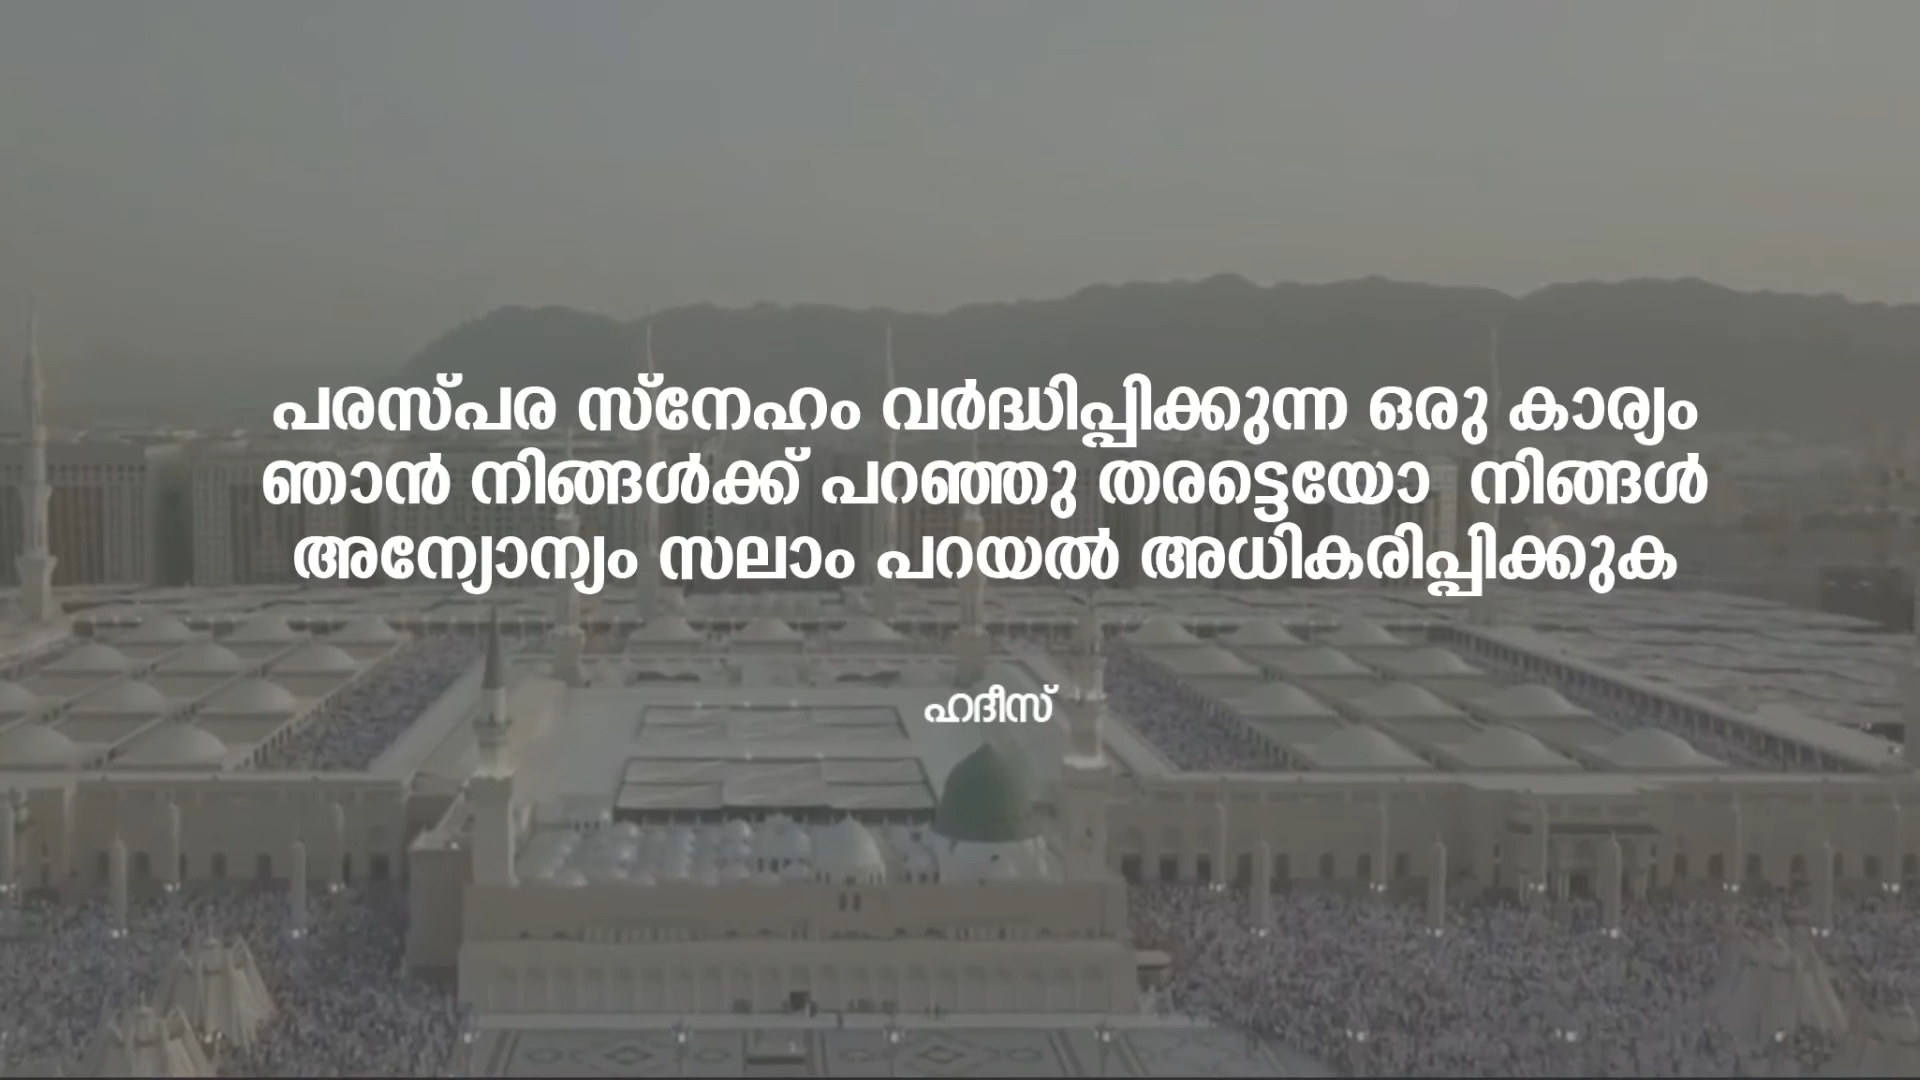 പരസ്പര സ്നേഹം വർദ്ധിപ്പിക്കുന്ന ഒരു കാര്യം
ഞാൻ നിങ്ങൾക്ക് പറഞ്ഞു തരട്ടെയോ  നിങ്ങൾ
അന്യോന്യം സലാം പറയൽ അധികരിപ്പിക്കുക
ഹദീസ്